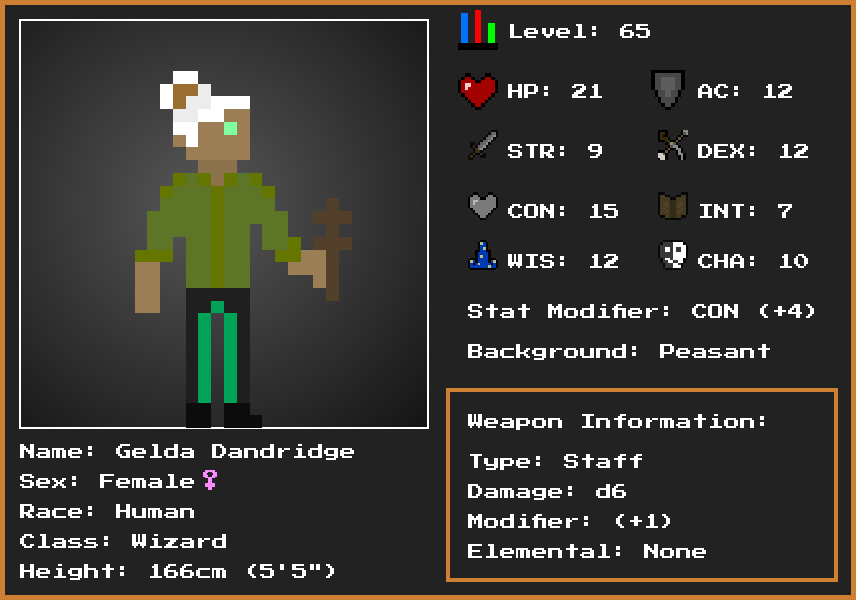 Level: 65
HP: 21
AC: 12
STR: 9
DEX: 12
CON: 15
INT: 7
WIS: 12
CHA: 10
Stat Modifier: CON (+4)
Background: Peasant
Weapon Information:
Type: Staff
Damage: d6
Modifier: (+1)
Elemental: None
Name: Gelda Dandridge
Sex: Female♀
Race: Human
Class: Wizard
Height: 166cm (5'5")